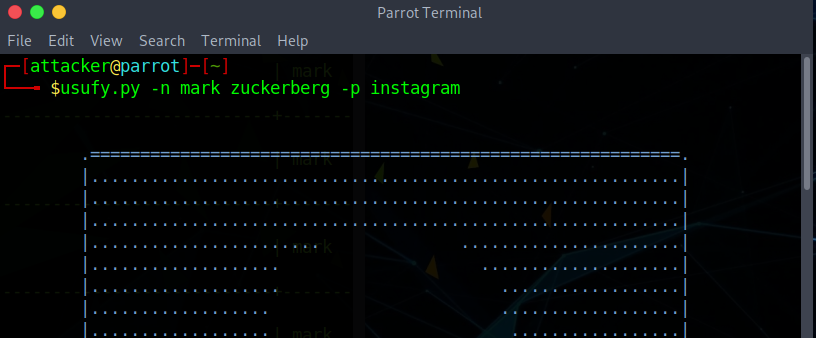 Parrot Terminal
File Edit View Search Terminal Help
┌─[attacker@parrot]─[~]
└──╼ $usufy.py -n mark zuckerberg -p instagram
| mark
mark
| mark
| mark